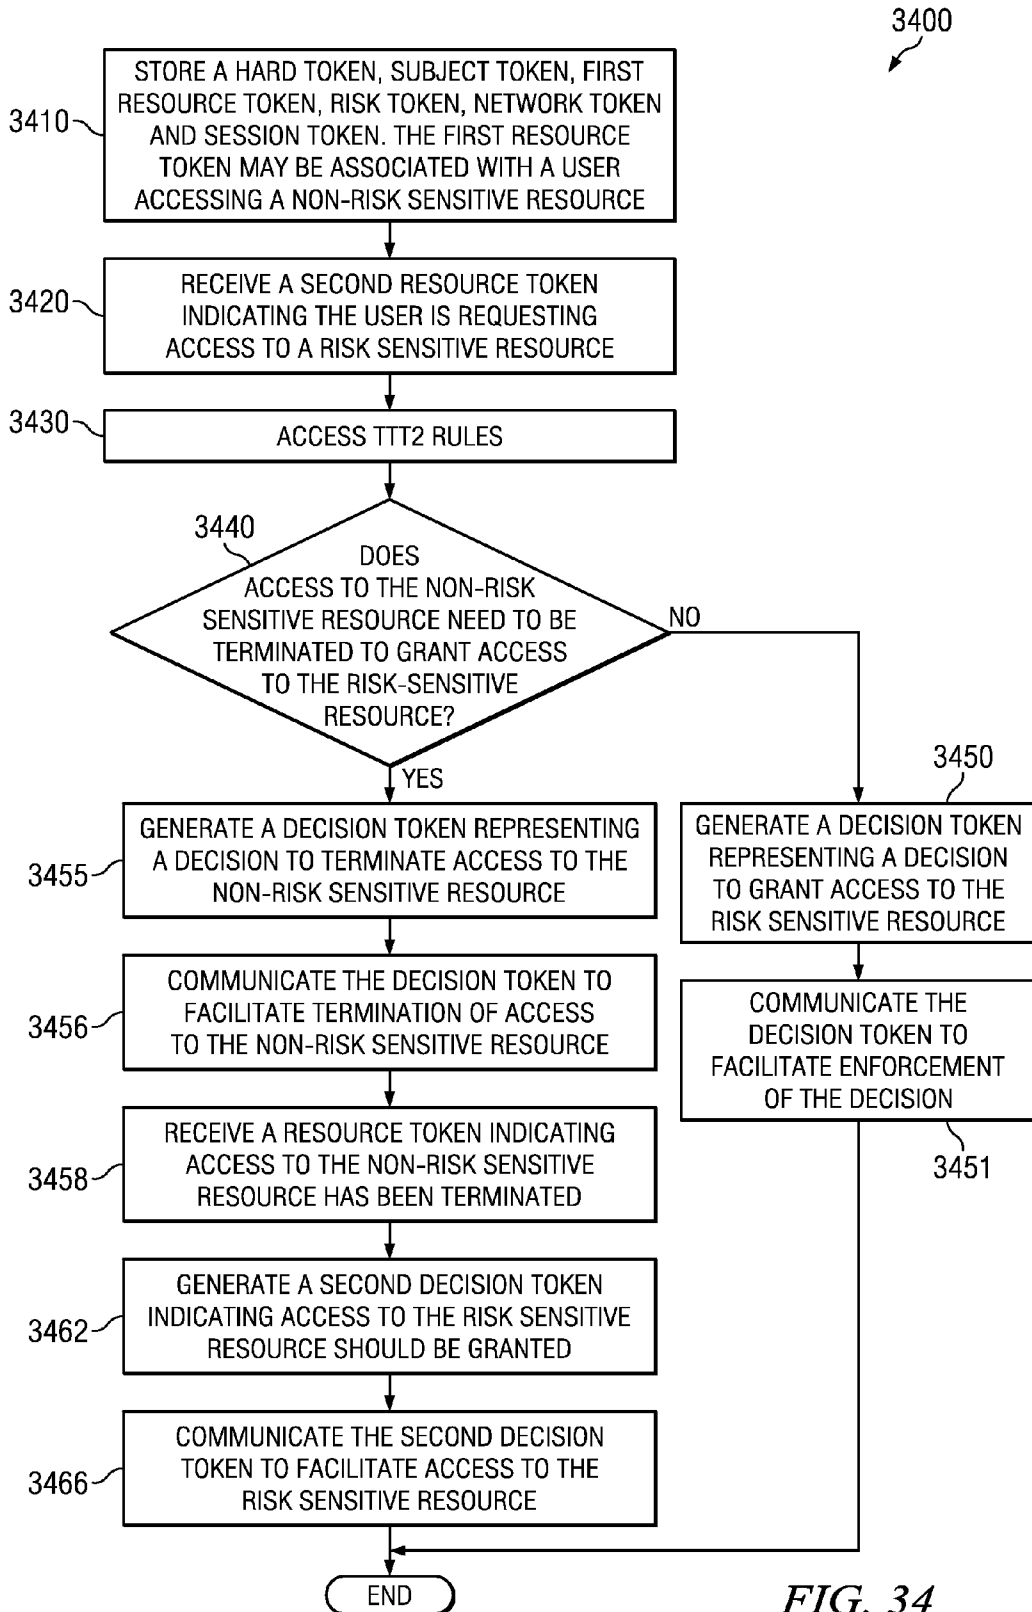 3400
STORE A HARD TOKEN, SUBJECT TOKEN, FIRST
RESOURCE TOKEN, RISK TOKEN, NETWORK TOKEN
AND SESSION TOKEN. THE FIRST RESOURCE
TOKEN MAY BE ASSOCIATED WITH A USER
ACCESSING A NON-RISK SENSITIVE RESOURCE
3410
RECEIVE A SECOND RESOURCE TOKEN
INDICATING THE USER IS REQUESTING
ACCESS TO A RISK SENSITIVE RESOURCE
3420
3430
ACCESS TTT2 RULES
3440
DOES
ACCESS TO THE NON-RISK
SENSITIVE RESOURCE NEED TO BE
TERMINATED TO GRANT ACCESS
TO THE RISK-SENSITIVE
RESOURCE?
NO
YES
GENERATE A DECISION TOKEN REPRESENTING
A DECISION TO TERMINATE ACCESS TO THE
NON-RISK SENSITIVE RESOURCE
3455
COMMUNICATE THE DECISION TOKEN TO
FACILITATE TERMINATION OF ACCESS
TO THE NON-RISK SENSITIVE RESOURCE
3456
RECEIVE A RESOURCE TOKEN INDICATING
ACCESS TO THE NON-RISK SENSITIVE
RESOURCE HAS BEEN TERMINATED
3458
GENERATE A SECOND DECISION TOKEN
INDICATING ACCESS TO THE RISK SENSITIVE
RESOURCE SHOULD BE GRANTED
3462
COMMUNICATE THE SECOND DECISION
TOKEN TO FACILITATE ACCESS TO THE
RISK SENSITIVE RESOURCE
3466
3450
GENERATE A DECISION TOKEN
REPRESENTING A DECISION
TO GRANT ACCESS TO THE
RISK SENSITIVE RESOURCE
COMMUNICATE THE
DECISION TOKEN TO
FACILITATE ENFORCEMENT
OF THE DECISION
3451
END
FIG. 34